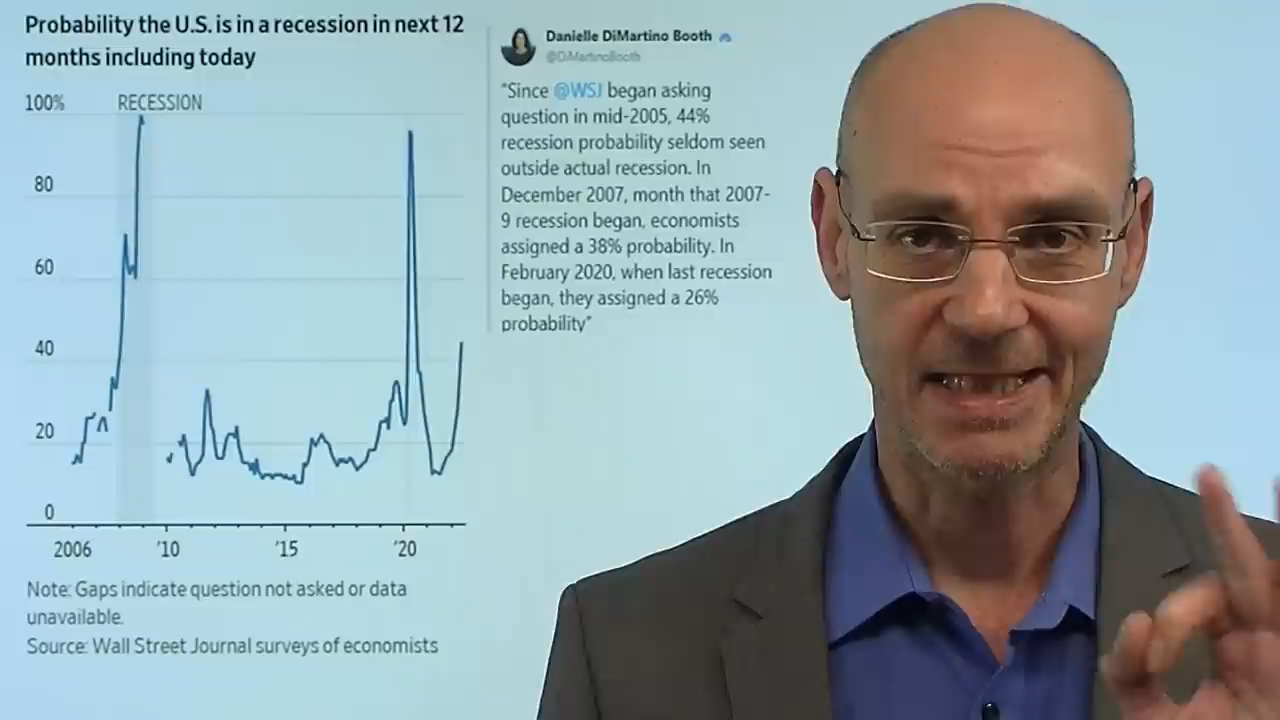 Probability the U.S. is in a recession in next 12
months including today
100%
RECESSION
80
60
40
20
0
2006
'10
'15
'20
Note: Gaps indicate question not asked or data
unavailable.
Source: Wall Street Journal surveys of economists
Danielle DiMartino Booth
@DiMartinoBooth
"Since @WSJ began asking
question in mid-2005, 44%
recession probability seldom seen
outside actual recession. In
December 2007, month that 2007-
9 recession began, economists
assigned a 38% probability. In
February 2020, when last recession
began, they assigned a 26%
probability"